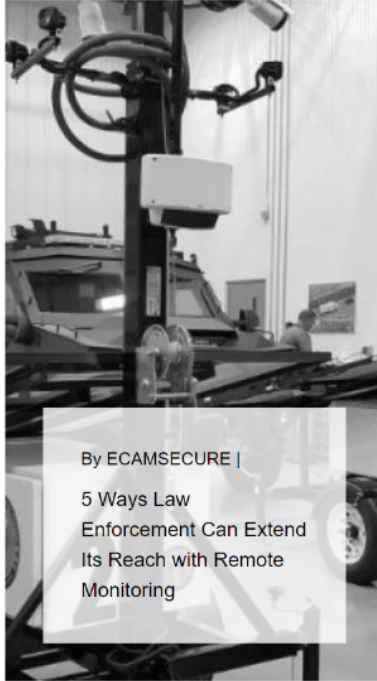 By ECAMSECURE |
5 Ways Law
Enforcement Can Extend
Its Reach with Remote
Monitoring